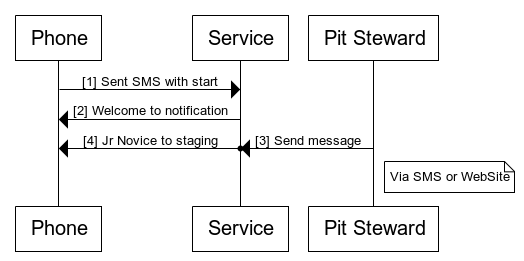 Phone
Service
Pit Steward
[1] Sent SMS with start
[2] Welcome to notification
[4] Jr Novice to staging
[3] Send message
Via SMS or WebSite
Phone
Service
Pit Steward